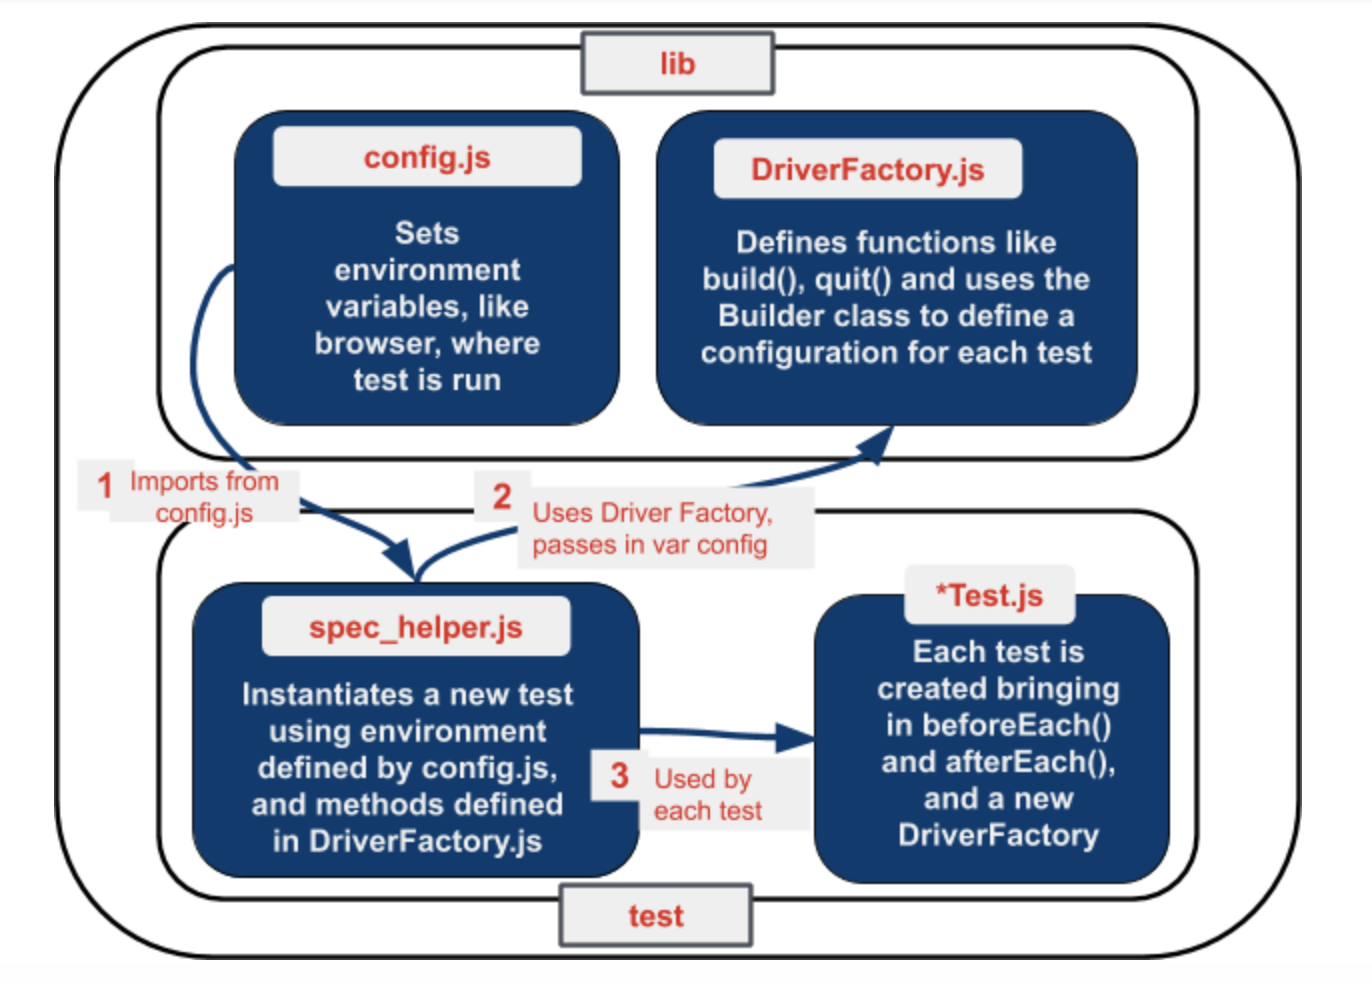 lib
config.js
Sets
environment
variables, like
browser, where
test is run
DriverFactory.js
Defines functions like
build(), quit() and uses the
Builder class to define a
configuration for each test
1
Imports from
config.js
2
Uses Driver Factory,
passes in var config
spec_helper.js
Instantiates a new test
using environment
defined by config.js,
and methods defined
in DriverFactory.js
3
Used by
each test
*Test.js
Each test is
created bringing
in beforeEach()
and afterEach(),
and a new
DriverFactory
test